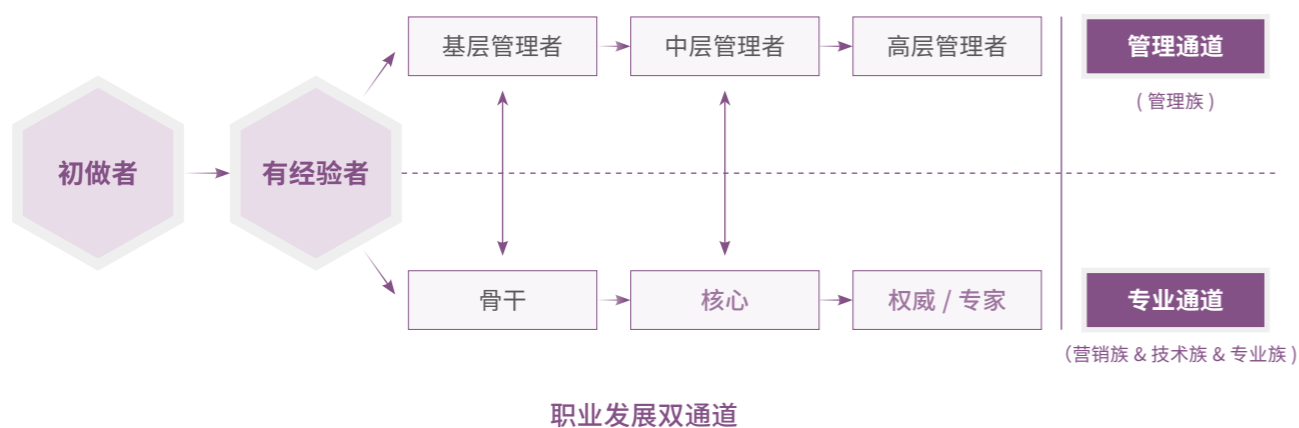 基层管理者
中层管理者
高层管理者
管理通道
( 管理族 )
初做者
有经验者
骨干
核心
权威 / 专家
专业通道
（营销族 & 技术族 & 专业族 )
职业发展双通道